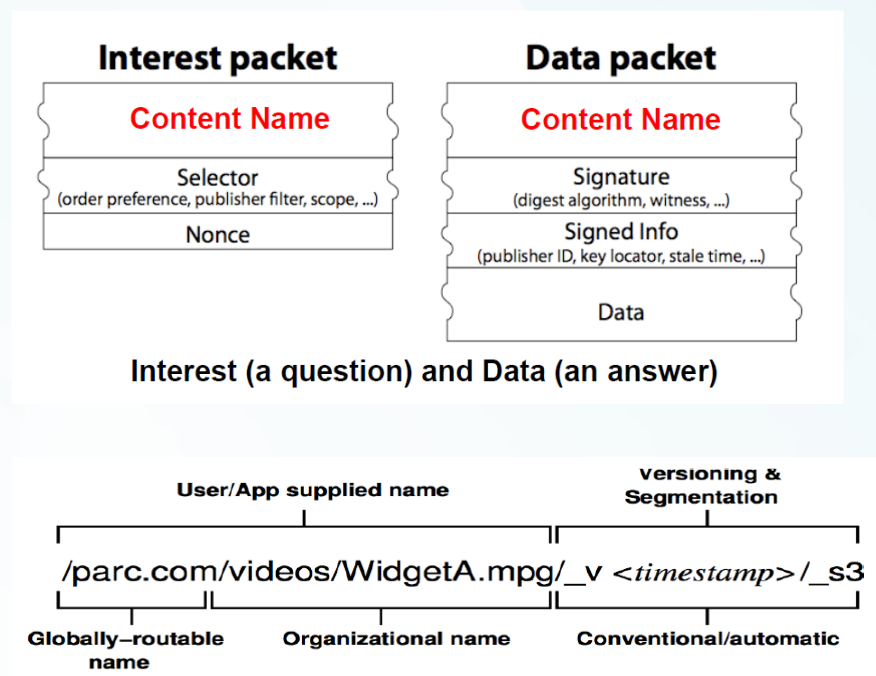 Interest packet
Content Name
Selector
(order preference, publisher filter, scope, ...)
Nonce
Data packet
Content Name
Signature
(digest algorithm, witness, ...)
Signed Info
(publisher ID, key locator, stale time, ...)
Data
Interest (a question) and Data (an answer)
User/App supplied name
Versioning &
Segmentation
/parc.com/videos/WidgetA.mpg/_v <timestamp>/_s3
Globally-routable
name
Organizational name
Conventional/automatic